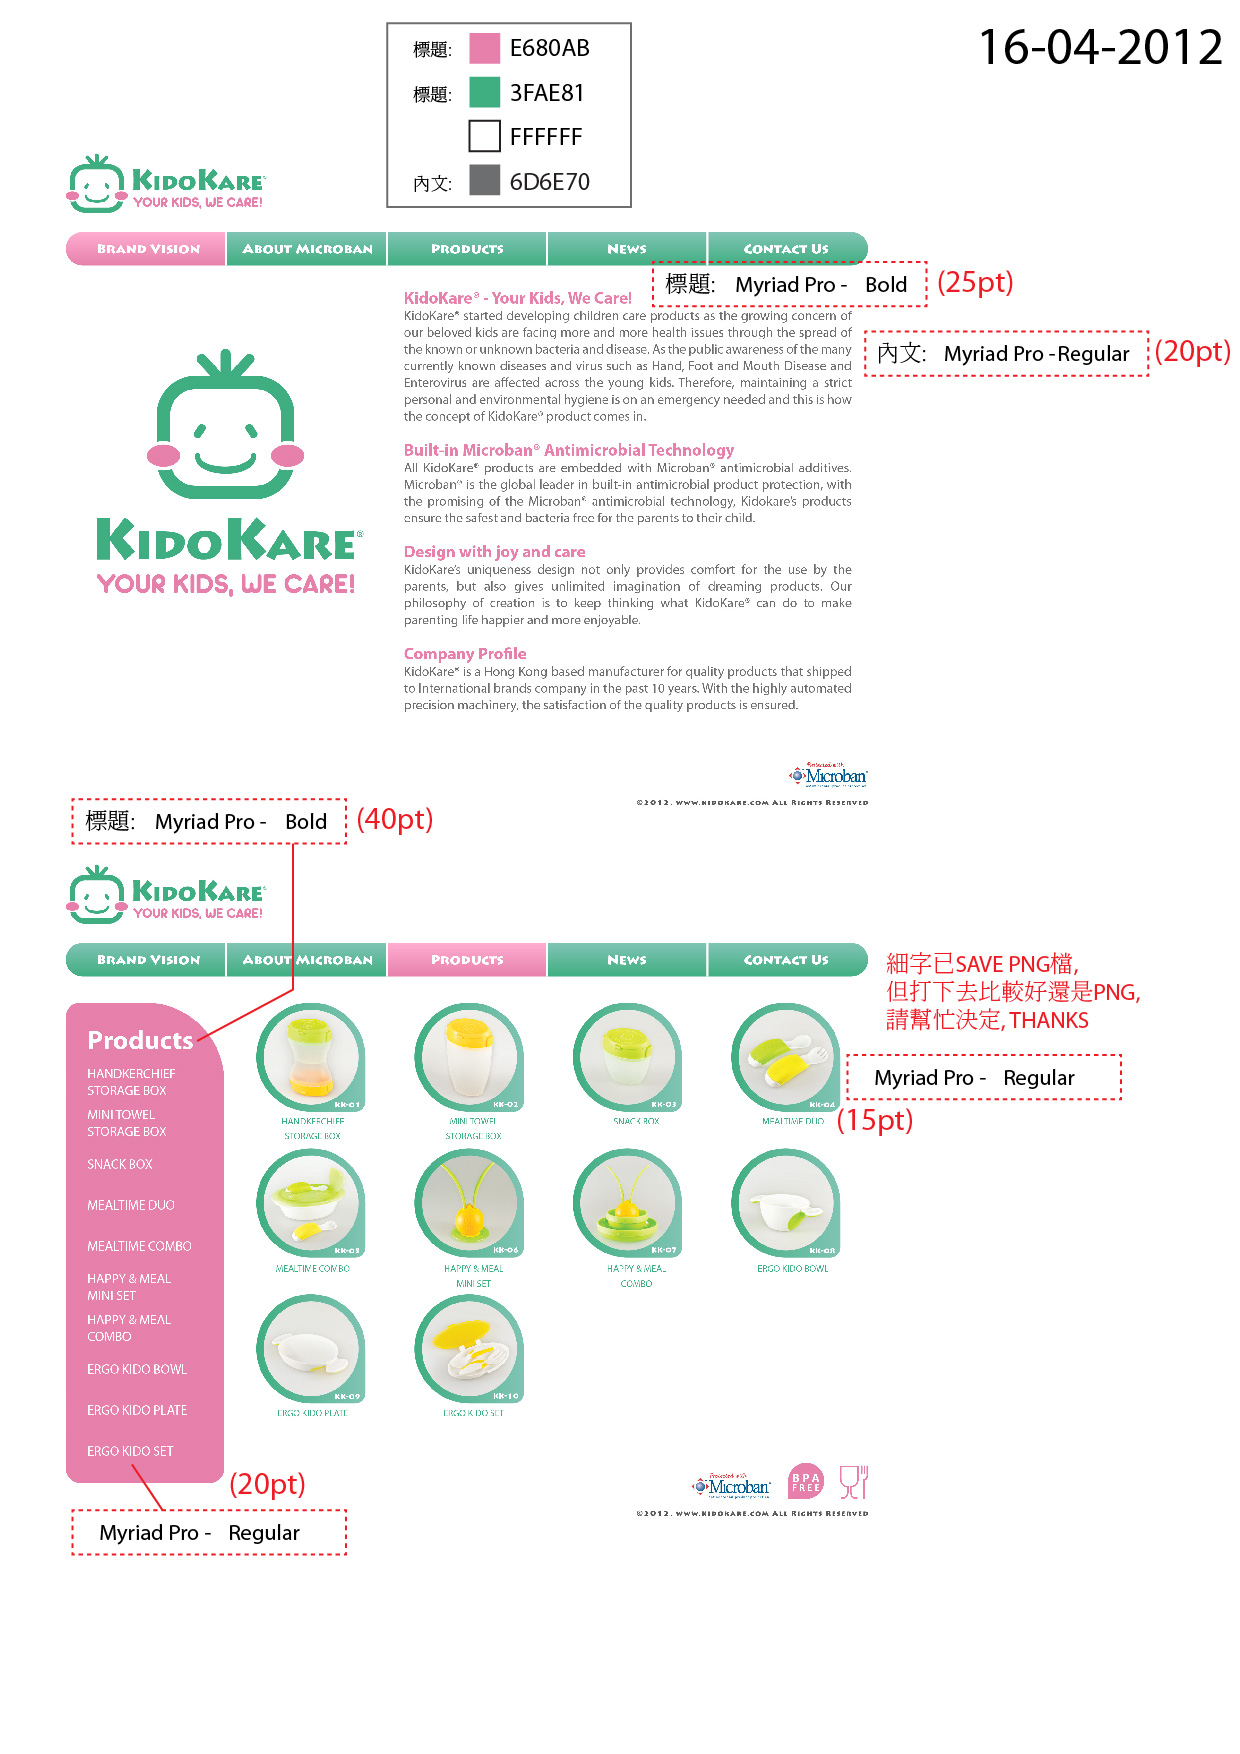 16-04-2012
標題: E680AB
標題: 3FAE81
FFFFFF
內文: 6D6E70
KIDOKARE®
YOUR KIDS, WE CARE!
BRAND VISION ABOUT MICROBAN PRODUCTS NEWS CONTACT US
標題: Myriad Pro - Bold (25pt)
內文: Myriad Pro - Regular (20pt)
KIDOKARE®
YOUR KIDS, WE CARE!
KidoKare® - Your Kids, We Care!
KidoKare® started developing children care products as the growing concern of
our beloved kids are facing more and more health issues through the spread of
the known or unknown bacteria and disease. As the public awareness of the many
currently known diseases and virus such as Hand, Foot and Mouth Disease and
Enterovirus are affected across the young kids. Therefore, maintaining a strict
personal and environmental hygiene is on an emergency needed and this is how
the concept of KidoKare® product comes in.
Built-in Microban® Antimicrobial Technology
All KidoKare® products are embedded with Microban® antimicrobial additives.
Microban® is the global leader in built-in antimicrobial product protection, with
the promising of the Microban® antimicrobial technology, Kidokare's products
ensure the safest and bacteria free for the parents to their child.
Design with joy and care
KidoKare's uniqueness design not only provides comfort for the use by the
parents, but also gives unlimited imagination of dreaming products. Our
philosophy of creation is to keep thinking what KidoKare® can do to make
parenting life happier and more enjoyable.
Company Profile
KidoKare® is a Hong Kong based manufacturer for quality products that shipped
to International brands company in the past 10 years. With the highly automated
precision machinery, the satisfaction of the quality products is ensured.
Protected with
Microban®
©2012. WWW.KIDOKARE.COM ALL RIGHTS RESERVED
標題: Myriad Pro - Bold (40pt)
KIDOKARE®
YOUR KIDS, WE CARE!
BRAND VISION ABOUT MICROBAN PRODUCTS NEWS CONTACT US
細字已SAVE PNG檔,
但打下去比較好還是PNG,
請幫忙決定, THANKS
Myriad Pro - Regular
(15pt)
Products
HANDKERCHIEF
STORAGE BOX
MINI TOWEL
STORAGE BOX
SNACK BOX
MEALTIME DUO
MEALTIME COMBO
HAPPY & MEAL
MINI SET
HAPPY & MEAL
COMBO
ERGO KIDO BOWL
ERGO KIDO PLATE
ERGO KIDO SET
KK-01 KK-02 KK-03 KK-04
HANDKERCHIEF
STORAGE BOX
MINI TOWEL
STORAGE BOX
SNACK BOX
MEALTIME DUO
KK-05 KK-06 KK-07 KK-08
MEALTIME COMBO
HAPPY & MEAL
MINI SET
HAPPY & MEAL
COMBO
ERGO KIDO BOWL
KK-09 KK-10
ERGO KIDO PLATE
ERGO KIDO SET
(20pt)
Myriad Pro - Regular
Protected with
Microban®
BPA
FREE
©2012. WWW.KIDOKARE.COM ALL RIGHTS RESERVED